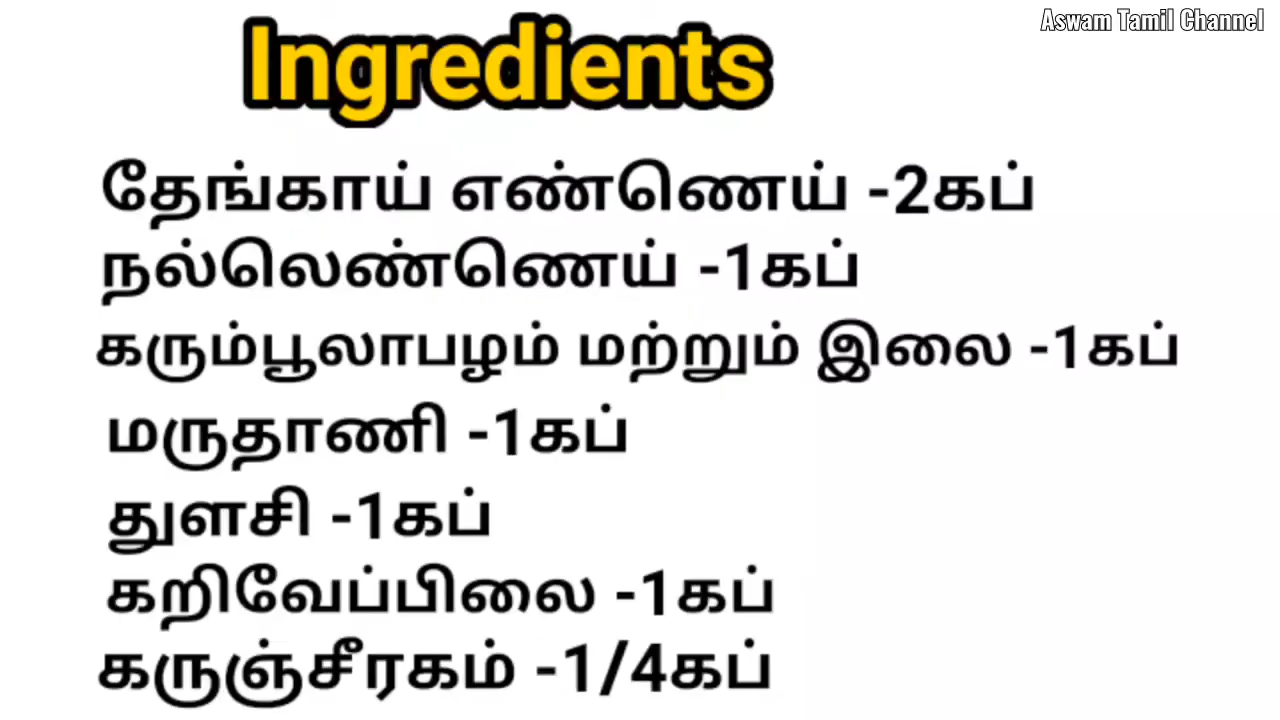 Aswam Tamil Channel
Ingredients
தேங்காய் எண்ணெய் -2கப்
நல்லெண்ணெய் -1கப்
கரும்பூலாபழம் மற்றும் இலை -1கப்
மருதாணி -1கப்
துளசி -1கப்
கறிவேப்பிலை -1கப்
கருஞ்சீரகம் -1/4கப்